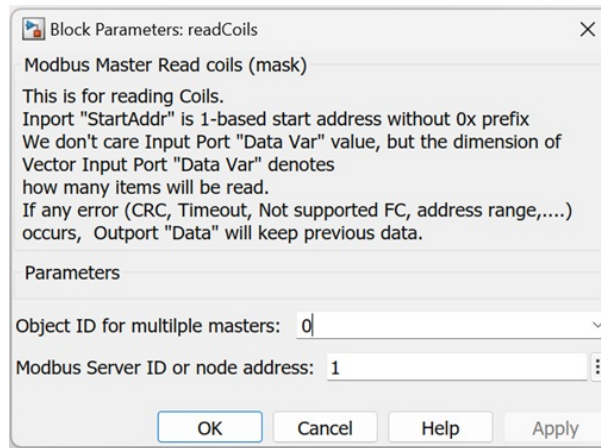 Block Parameters: readCoils
Modbus Master Read coils (mask)
This is for reading Coils.
Inport "StartAddr" is 1-based start address without 0x prefix
We don't care Input Port "Data Var" value, but the dimension of
Vector Input Port "Data Var" denotes
how many items will be read.
If any error (CRC, Timeout, Not supported FC, address range,....)
occurs,  Outport "Data" will keep previous data.
Parameters
Object ID for multilple masters: 0
Modbus Server ID or node address: 1
OK Cancel Help Apply